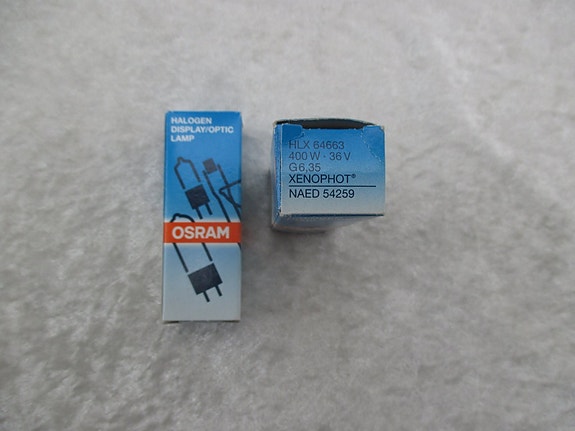 HALOGEN
DISPLAY/OPTIC
LAMP
OSRAM
HLX 64663
400 W · 36 V
G6,35
XENOPHOT®
NAED 54259